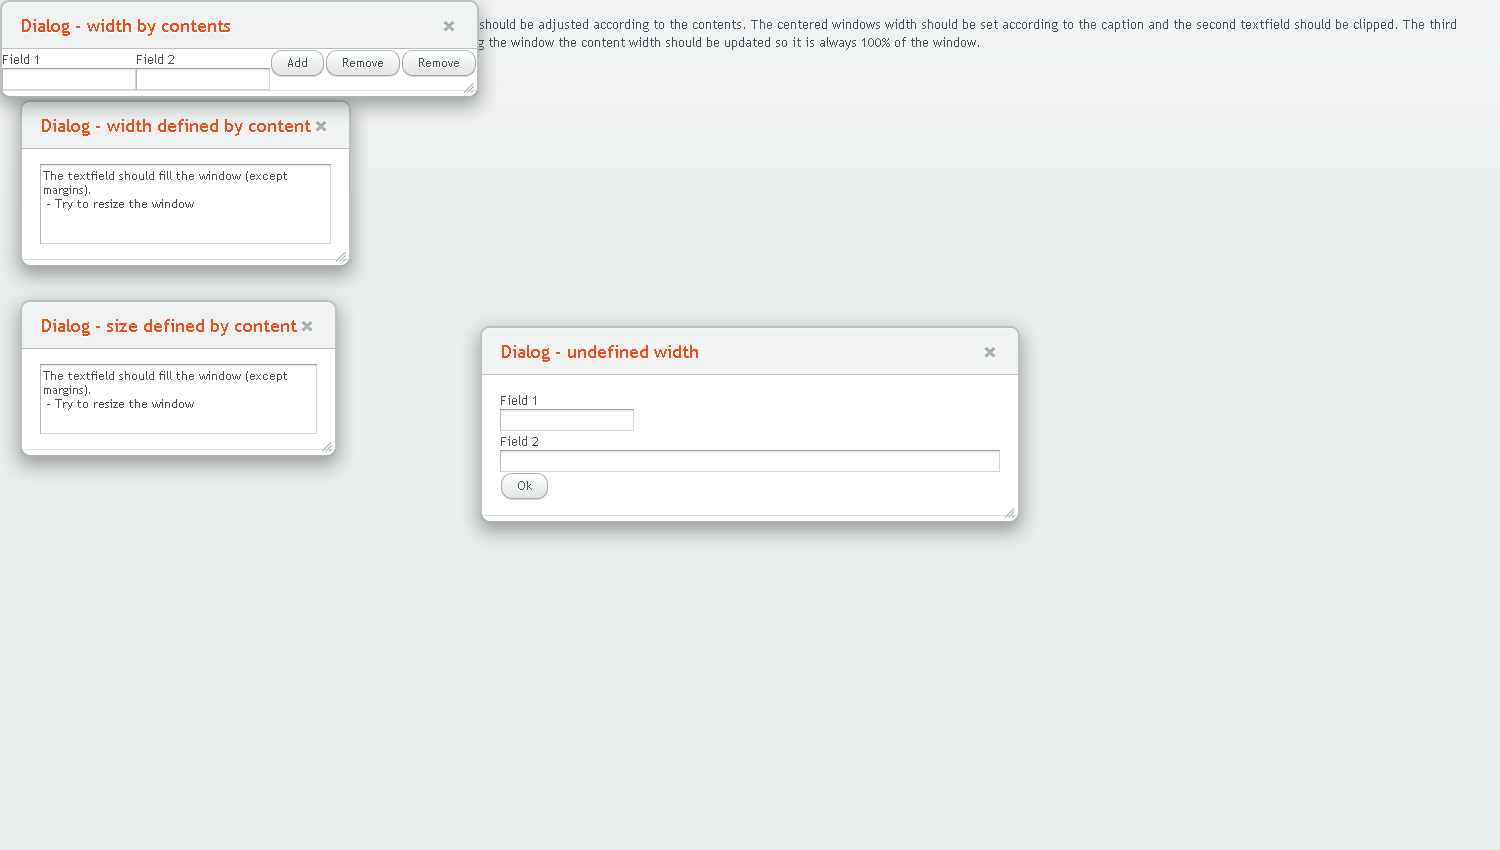 Dialog - width by contents
should be adjusted according to the contents. The centered windows width should be set according to the caption and the second textfield should be clipped. The third
the window the content width should be updated so it is always 100% of the window.
Field 1 Field 2 Add Remove Remove
Dialog - width defined by content
The textfield should fill the window (except
margins).
- Try to resize the window
Dialog - size defined by content
The textfield should fill the window (except
margins).
- Try to resize the window
Dialog - undefined width
Field 1
Field 2
Ok